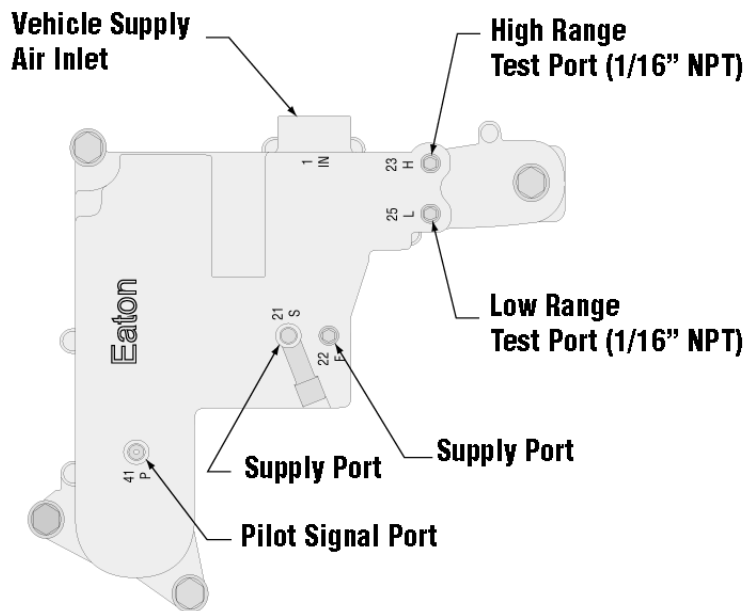 Vehicle Supply
Air Inlet
High Range
Test Port (1/16” NPT)
1
IN
23
H
25
L
Low Range
Test Port (1/16” NPT)
Eaton
21
S
22
F
Supply Port
Supply Port
41
P
Pilot Signal Port